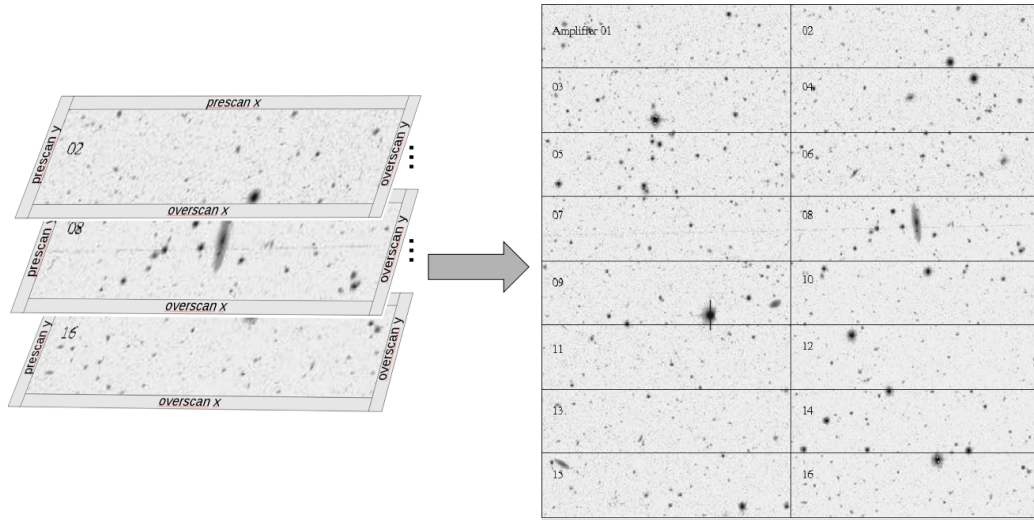 prescan x
prescan y
02
overscan y
overscan x
prescan y
08
overscan y
overscan x
prescan y
16
overscan y
overscan x
Amplifier 01
02
03
04
05
06
07
08
09
10
11
12
13
14
15
16